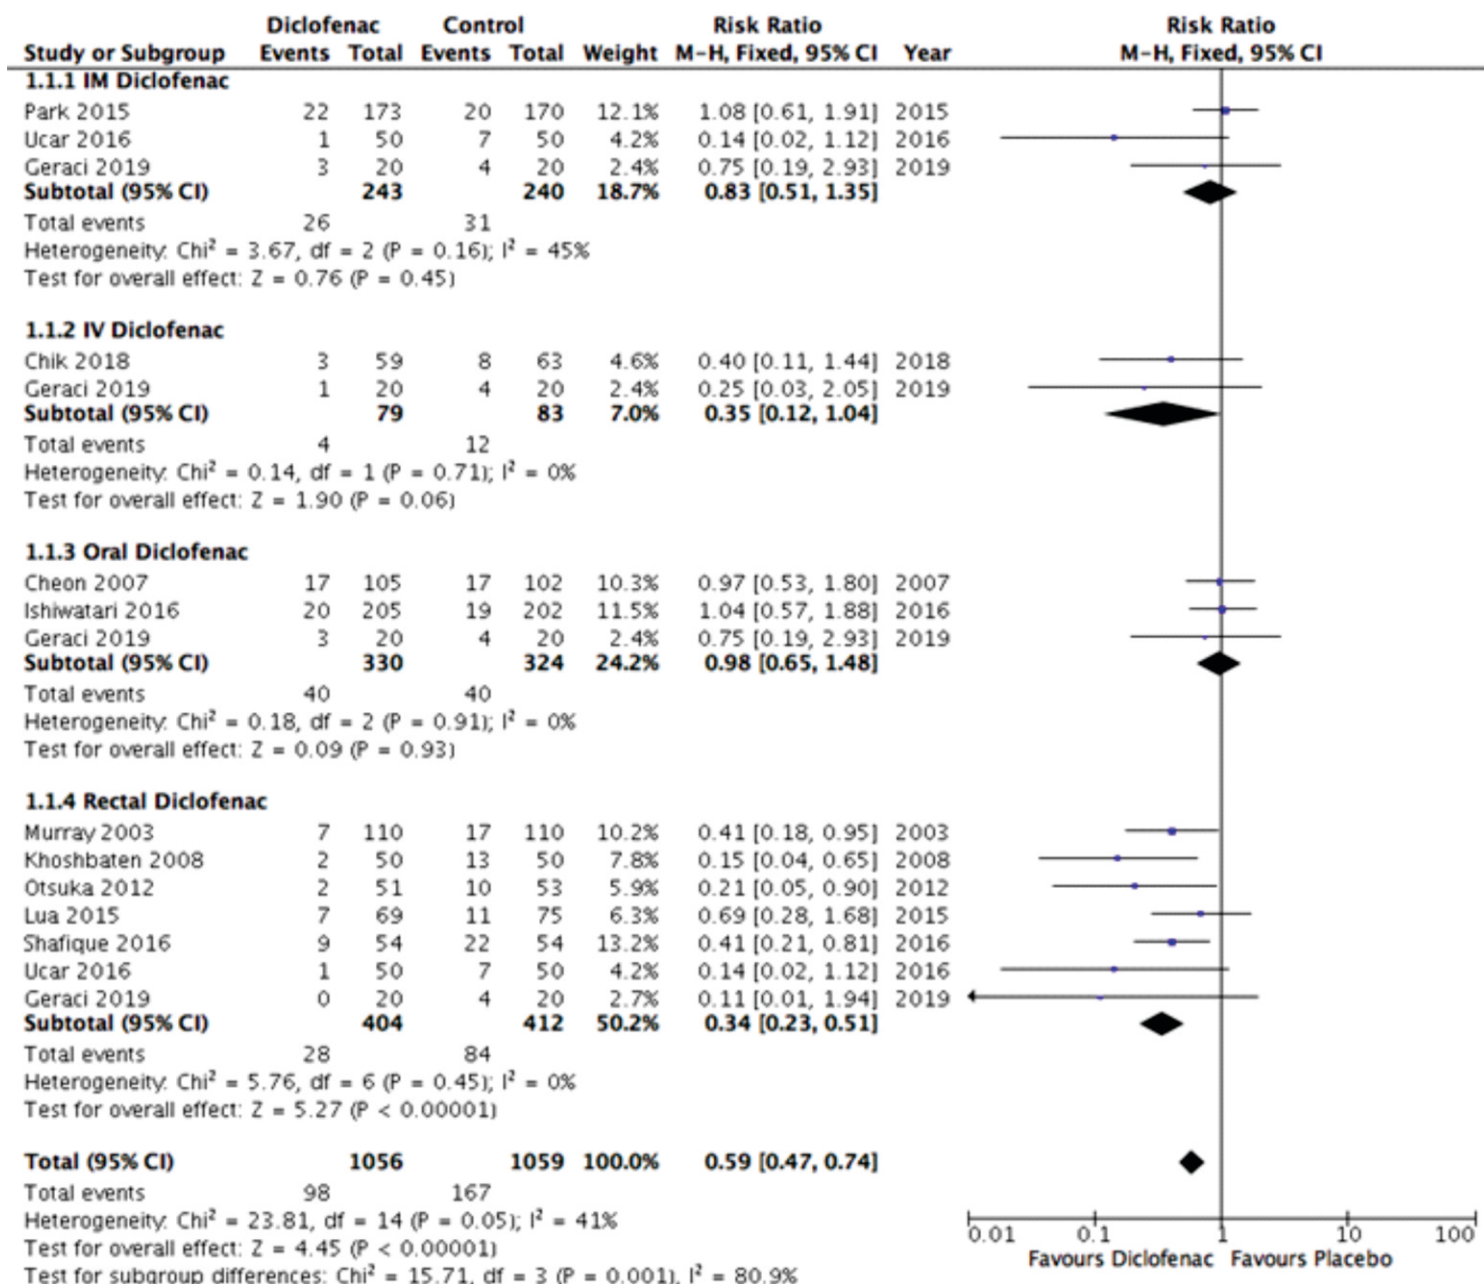 Diclofenac Control Risk Ratio Risk Ratio
Study or Subgroup Events Total Events Total Weight M-H, Fixed, 95% CI Year M-H, Fixed, 95% CI
1.1.1 IM Diclofenac
Park 2015 22 173 20 170 12.1% 1.08 [0.61, 1.91] 2015
Ucar 2016 1 50 7 50 4.2% 0.14 [0.02, 1.12] 2016
Geraci 2019 3 20 4 20 2.4% 0.75 [0.19, 2.93] 2019
Subtotal (95% CI) 243 240 18.7% 0.83 [0.51, 1.35]
Total events 26 31
Heterogeneity: Chi² = 3.67, df = 2 (P = 0.16); I² = 45%
Test for overall effect: Z = 0.76 (P = 0.45)
1.1.2 IV Diclofenac
Chik 2018 3 59 8 63 4.6% 0.40 [0.11, 1.44] 2018
Geraci 2019 1 20 4 20 2.4% 0.25 [0.03, 2.05] 2019
Subtotal (95% CI) 79 83 7.0% 0.35 [0.12, 1.04]
Total events 4 12
Heterogeneity: Chi² = 0.14, df = 1 (P = 0.71); I² = 0%
Test for overall effect: Z = 1.90 (P = 0.06)
1.1.3 Oral Diclofenac
Cheon 2007 17 105 17 102 10.3% 0.97 [0.53, 1.80] 2007
Ishiwatari 2016 20 205 19 202 11.5% 1.04 [0.57, 1.88] 2016
Geraci 2019 3 20 4 20 2.4% 0.75 [0.19, 2.93] 2019
Subtotal (95% CI) 330 324 24.2% 0.98 [0.65, 1.48]
Total events 40 40
Heterogeneity: Chi² = 0.18, df = 2 (P = 0.91); I² = 0%
Test for overall effect: Z = 0.09 (P = 0.93)
1.1.4 Rectal Diclofenac
Murray 2003 7 110 17 110 10.2% 0.41 [0.18, 0.95] 2003
Khoshbaten 2008 2 50 13 50 7.8% 0.15 [0.04, 0.65] 2008
Otsuka 2012 2 51 10 53 5.9% 0.21 [0.05, 0.90] 2012
Lua 2015 7 69 11 75 6.3% 0.69 [0.28, 1.68] 2015
Shafique 2016 9 54 22 54 13.2% 0.41 [0.21, 0.81] 2016
Ucar 2016 1 50 7 50 4.2% 0.14 [0.02, 1.12] 2016
Geraci 2019 0 20 4 20 2.7% 0.11 [0.01, 1.94] 2019
Subtotal (95% CI) 404 412 50.2% 0.34 [0.23, 0.51]
Total events 28 84
Heterogeneity: Chi² = 5.76, df = 6 (P = 0.45); I² = 0%
Test for overall effect: Z = 5.27 (P < 0.00001)
Total (95% CI) 1056 1059 100.0% 0.59 [0.47, 0.74]
Total events 98 167
Heterogeneity: Chi² = 23.81, df = 14 (P = 0.05); I² = 41%
Test for overall effect: Z = 4.45 (P < 0.00001)
Test for subgroup differences: Chi² = 15.71, df = 3 (P = 0.001), I² = 80.9%
0.01 0.1 1 10 100
Favours Diclofenac Favours Placebo